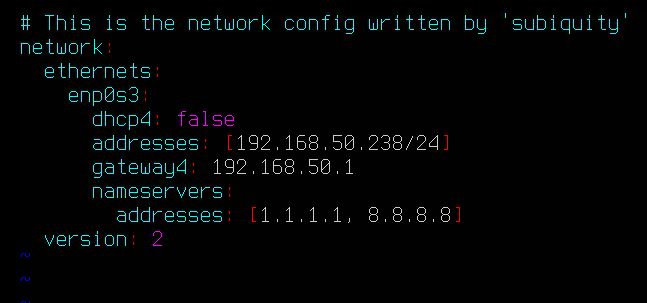 # This is the network config written by 'subiquity'
network:
  ethernets:
    enp0s3:
      dhcp4: false
      addresses: [192.168.50.238/24]
      gateway4: 192.168.50.1
      nameservers:
        addresses: [1.1.1.1, 8.8.8.8]
  version: 2
~
~
~